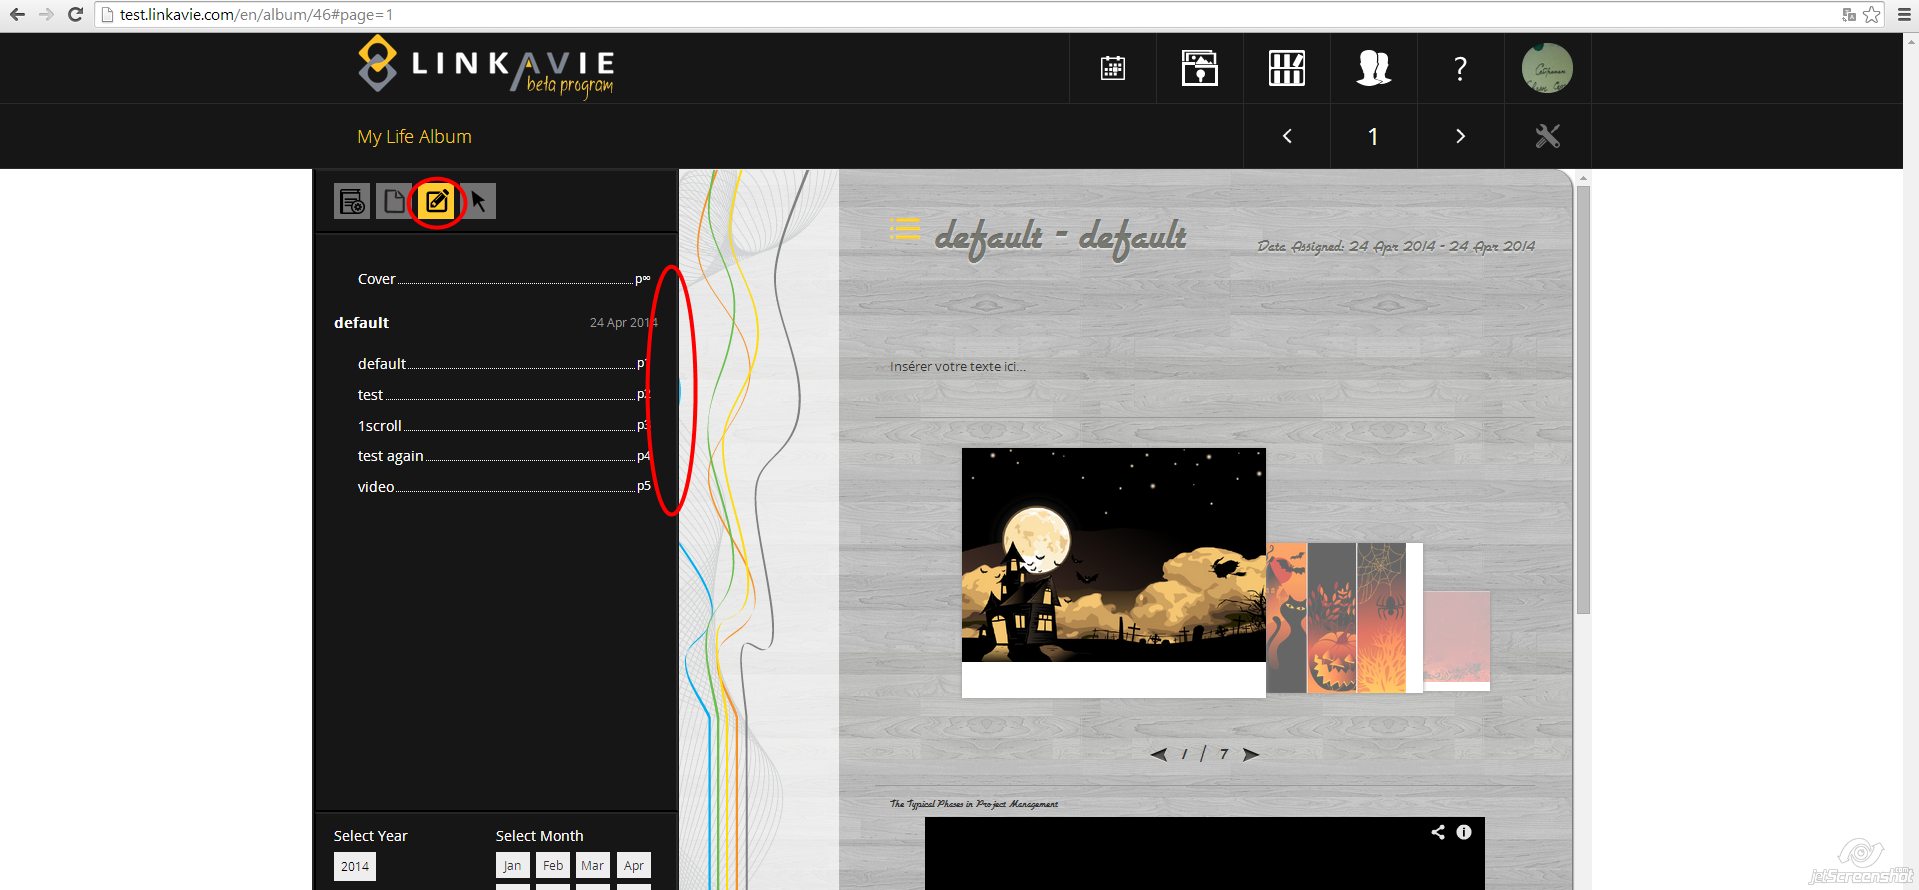 test.linkavie.com/en/album/46#page=1
LINKAVIE
beta program
?
My Life Album
1
Cover p∞
default 24 Apr 2014
default - default
Data Assigned: 24 Apr 2014 - 24 Apr 2014
default p1
test p2
1scroll p3
test again p4
video p5
Insérer votre texte ici...
1 / 7
The Typical Phases in Project Management
Select Year
Select Month
2014
Jan Feb Mar Apr
jetScreenshot